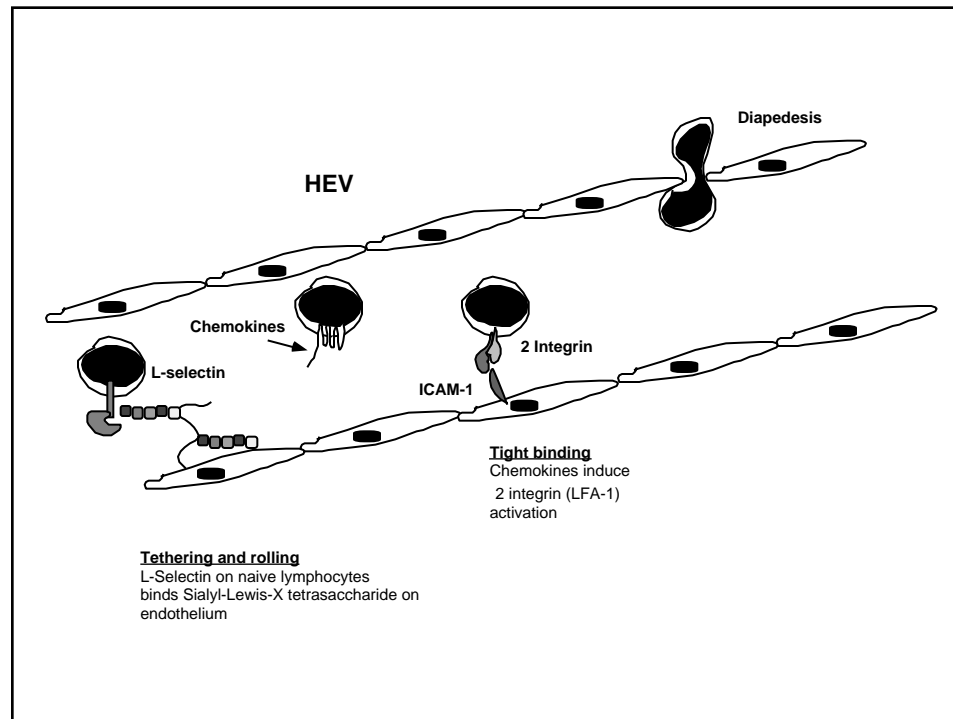 Diapedesis
HEV
Chemokines
2 Integrin
L-selectin
ICAM-1
Tight binding
Chemokines induce
2 integrin (LFA-1)
activation
Tethering and rolling
L-Selectin on naive lymphocytes
binds Sialyl-Lewis-X tetrasaccharide on
endothelium